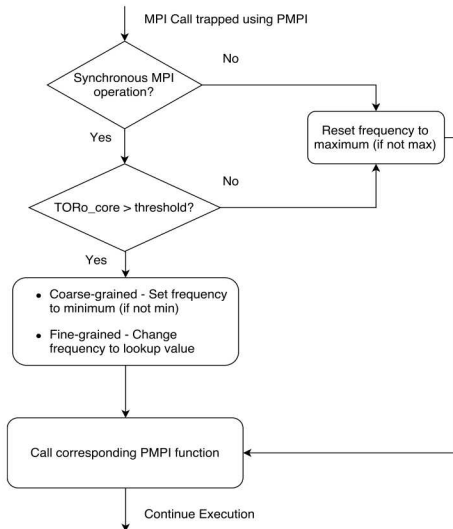 MPI Call trapped using PMPI
Synchronous MPI
operation?
No
Yes
Reset frequency to
maximum (if not max)
TORo_core > threshold?
No
Yes
• Coarse-grained - Set frequency
to minimum (if not min)
• Fine-grained - Change
frequency to lookup value
Call corresponding PMPI function
Continue Execution